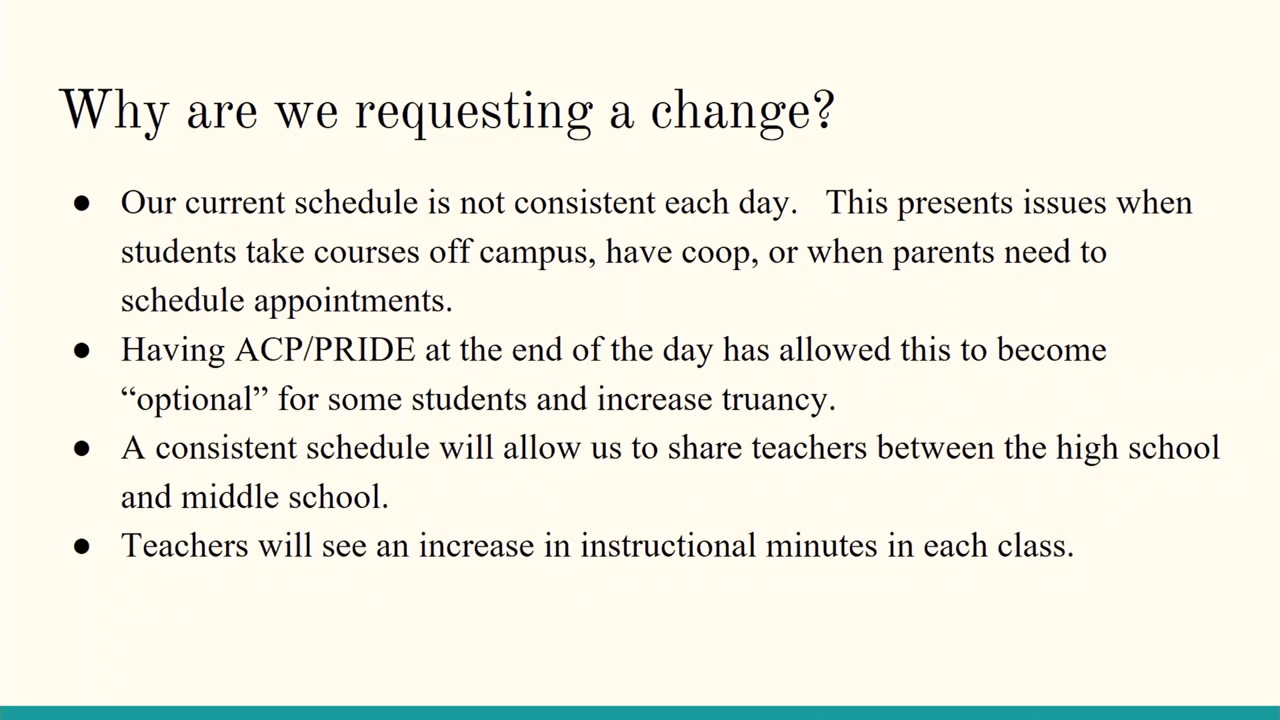 Why are we requesting a change?
● Our current schedule is not consistent each day.   This presents issues when
students take courses off campus, have coop, or when parents need to
schedule appointments.
● Having ACP/PRIDE at the end of the day has allowed this to become
“optional” for some students and increase truancy.
● A consistent schedule will allow us to share teachers between the high school
and middle school.
● Teachers will see an increase in instructional minutes in each class.